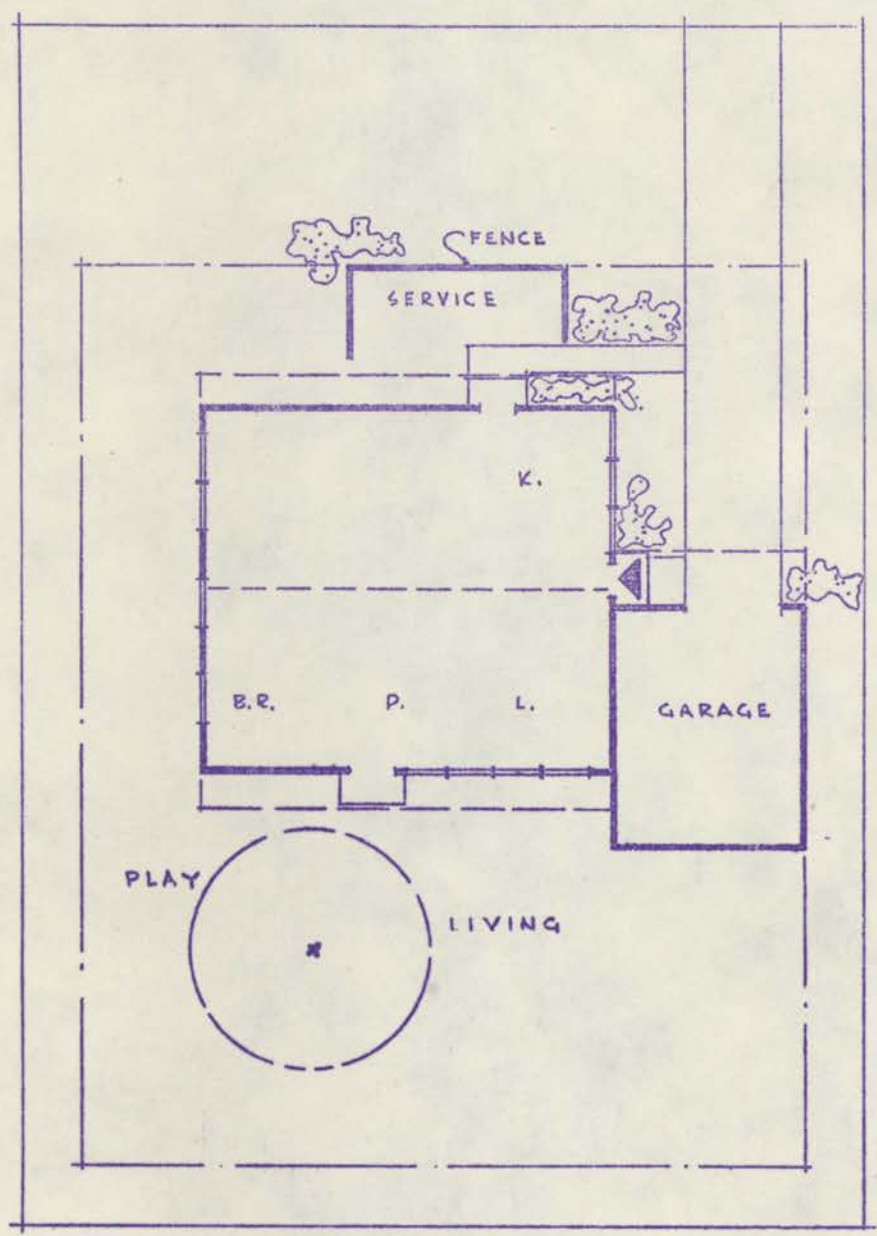 FENCE
SERVICE
K.
B.R. P. L.
GARAGE
PLAY
LIVING